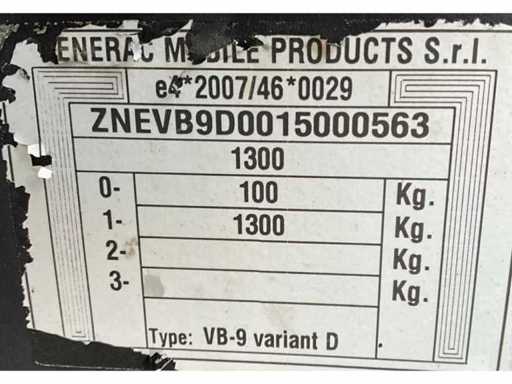 ENERAC MOBILE PRODUCTS S.r.l.
e4*2007/46*0029
ZNEVB9D0015000563
1300
0- 100 Kg.
1- 1300 Kg.
2- Kg.
3- Kg.
Type: VB-9 variant D